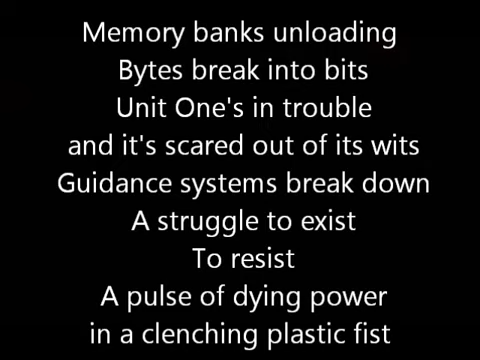 Memory banks unloading
Bytes break into bits
Unit One's in trouble
and it's scared out of its wits
Guidance systems break down
A struggle to exist
To resist
A pulse of dying power
in a clenching plastic fist